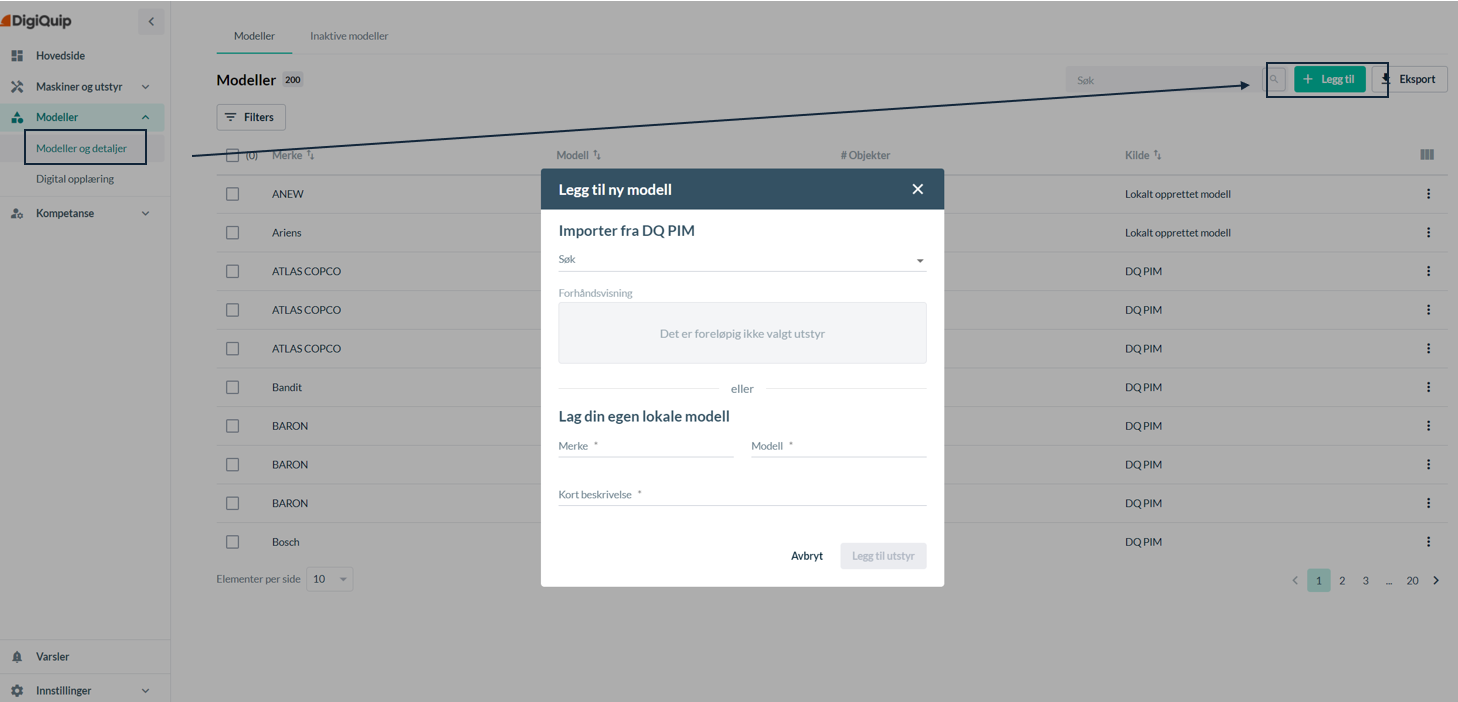 DigiQuip
Hovedside
Maskiner og utstyr
Modeller
Modeller og detaljer
Digital opplæring
Kompetanse
Varsler
Innstillinger
Modeller Inaktive modeller
Modeller 200
Søk
+ Legg til
Eksport
Filters
(0) Merke Modell # Objekter Kilde
ANEW Lokalt opprettet modell
Ariens Lokalt opprettet modell
ATLAS COPCO DQ PIM
ATLAS COPCO DQ PIM
ATLAS COPCO DQ PIM
Bandit DQ PIM
BARON DQ PIM
BARON DQ PIM
BARON DQ PIM
Bosch DQ PIM
Elementer per side 10
1 2 3 ... 20
Legg til ny modell
Importer fra DQ PIM
Søk
Forhåndsvisning
Det er foreløpig ikke valgt utstyr
eller
Lag din egen lokale modell
Merke * Modell *
Kort beskrivelse *
Avbryt Legg til utstyr